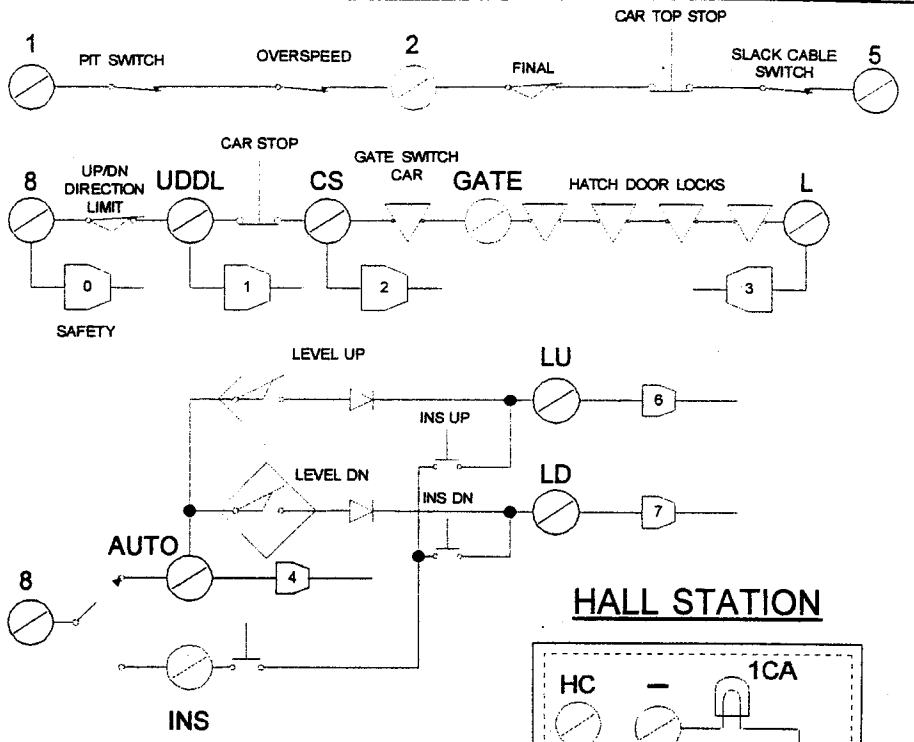 CAR TOP STOP
1
PIT SWITCH
OVERSPEED
2
FINAL
SLACK CABLE
SWITCH
5
8
UP/DN
DIRECTION
LIMIT
UDDL
CAR STOP
CS
GATE SWITCH
CAR
GATE
HATCH DOOR LOCKS
L
0
1
2
3
SAFETY
LEVEL UP
LU
6
INS UP
LEVEL DN
INS DN
LD
7
AUTO
4
8
INS
HALL STATION
HC
–
1CA